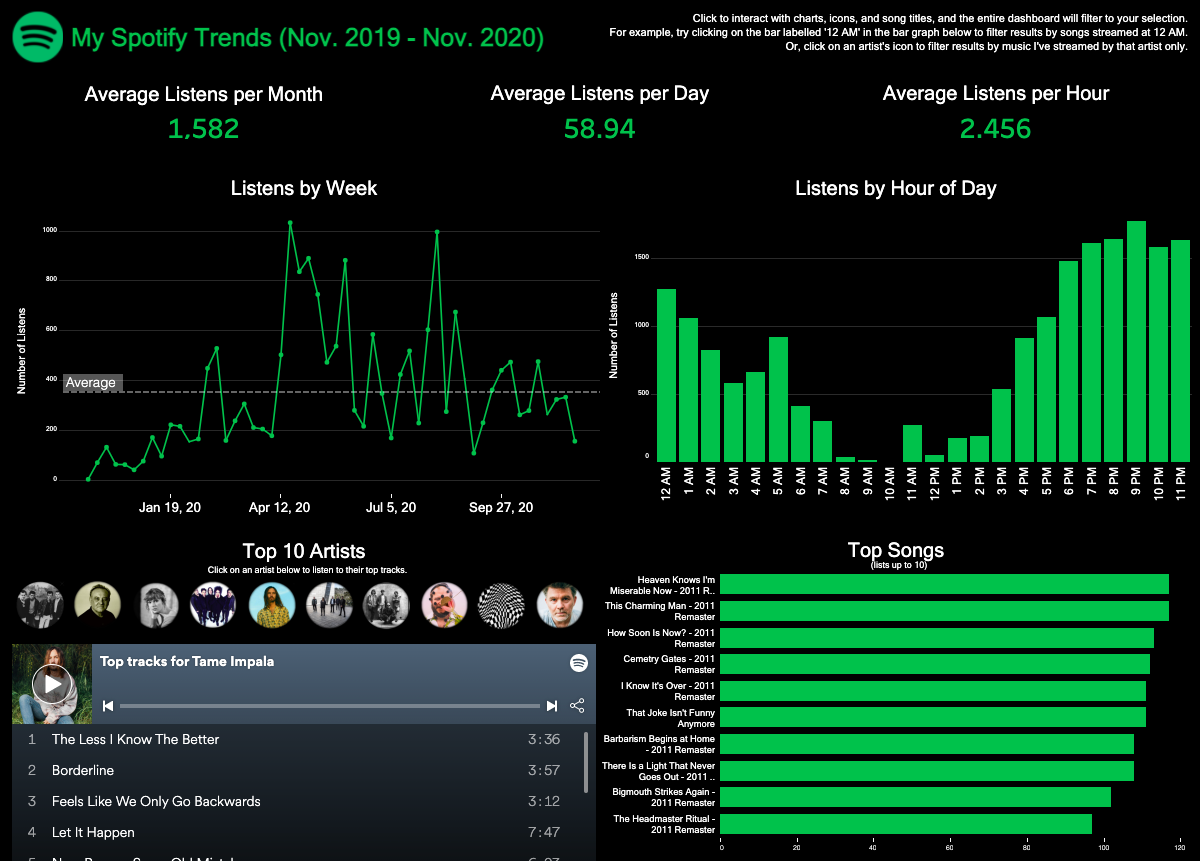 My Spotify Trends (Nov. 2019 - Nov. 2020)
Click to interact with charts, icons, and song titles, and the entire dashboard will filter to your selection.
For example, try clicking on the bar labelled '12 AM' in the bar graph below to filter results by songs streamed at 12 AM.
Or, click on an artist's icon to filter results by music I've streamed by that artist only.
Average Listens per Month
1,582
Average Listens per Day
58.94
Average Listens per Hour
2.456
Listens by Week
Number of Listens
1000
800
600
400
200
0
Average
Jan 19, 20
Apr 12, 20
Jul 5, 20
Sep 27, 20
Listens by Hour of Day
Number of Listens
1500
1000
500
0
12 AM
1 AM
2 AM
3 AM
4 AM
5 AM
6 AM
7 AM
8 AM
9 AM
10 AM
11 AM
12 PM
1 PM
2 PM
3 PM
4 PM
5 PM
6 PM
7 PM
8 PM
9 PM
10 PM
11 PM
Top 10 Artists
Click on an artist below to listen to their top tracks.
Top tracks for Tame Impala
1 The Less I Know The Better 3:36
2 Borderline 3:57
3 Feels Like We Only Go Backwards 3:12
4 Let It Happen 7:47
Top Songs
(lists up to 10)
Heaven Knows I'm
Miserable Now - 2011 R..
This Charming Man - 2011
Remaster
How Soon Is Now? - 2011
Remaster
Cemetry Gates - 2011
Remaster
I Know It's Over - 2011
Remaster
That Joke Isn't Funny
Anymore
Barbarism Begins at Home
- 2011 Remaster
There Is a Light That Never
Goes Out - 2011 ..
Bigmouth Strikes Again -
2011 Remaster
The Headmaster Ritual -
2011 Remaster
0
20
40
60
80
100
120